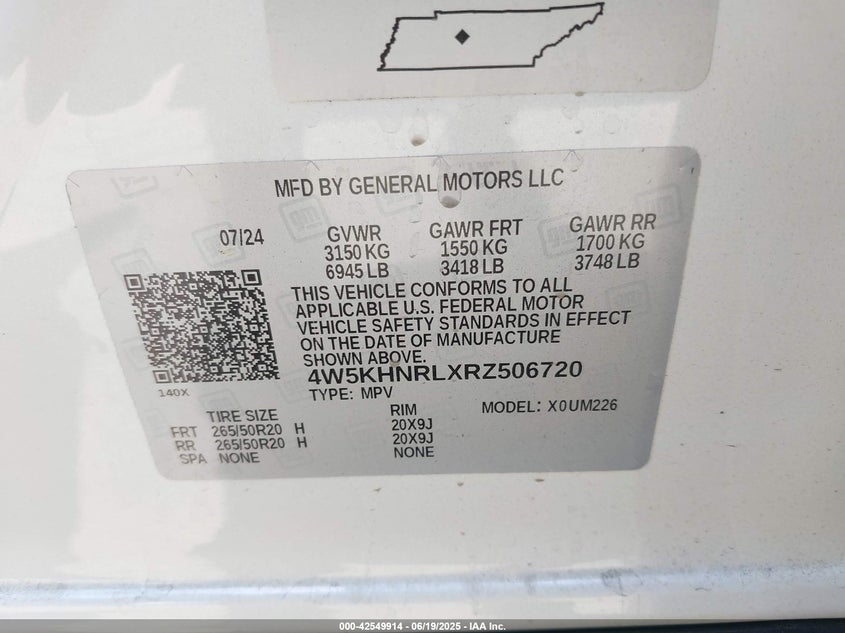 MFD BY GENERAL MOTORS LLC
07/24
GVWR
3150 KG
6945 LB
GAWR FRT
1550 KG
3418 LB
GAWR RR
1700 KG
3748 LB
THIS VEHICLE CONFORMS TO ALL
APPLICABLE U.S. FEDERAL MOTOR
VEHICLE SAFETY STANDARDS IN EFFECT
ON THE DATE OF MANUFACTURE
SHOWN ABOVE.
4W5KHNRLXRZ506720
140X
TYPE: MPV
MODEL: X0UM226
TIRE SIZE
RIM
FRT 265/50R20 H 20X9J
RR 265/50R20 H 20X9J
SPA NONE NONE
000-42549914 - 06/19/2025 - IAA Inc.